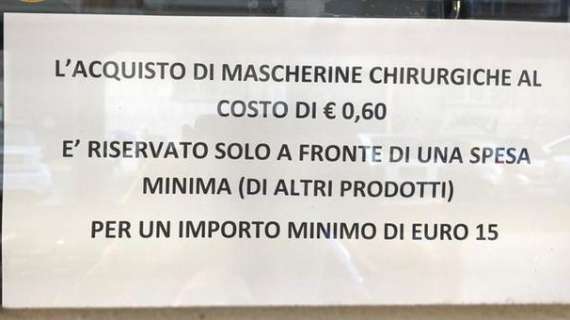 L'ACQUISTO DI MASCHERINE CHIRURGICHE AL
COSTO DI € 0,60
E' RISERVATO SOLO A FRONTE DI UNA SPESA
MINIMA (DI ALTRI PRODOTTI)
PER UN IMPORTO MINIMO DI EURO 15